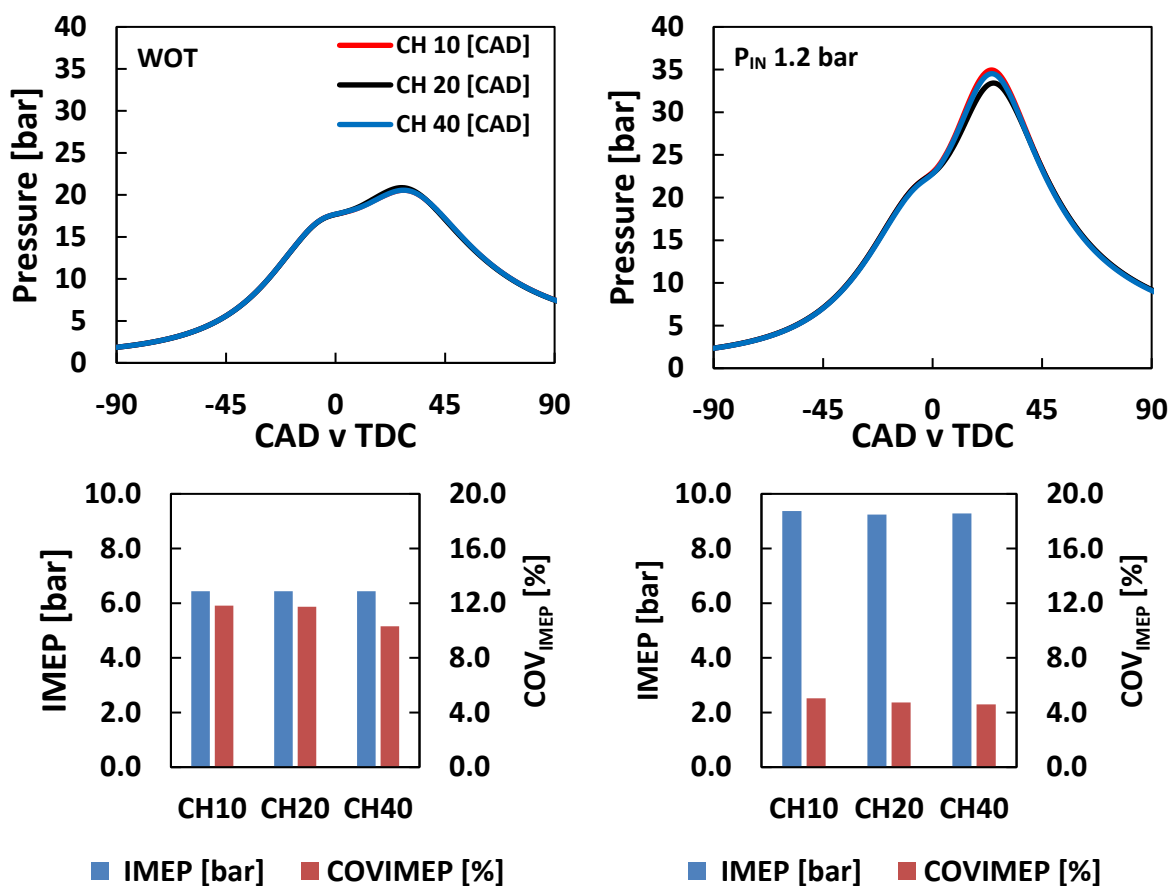 WOT
CH 10 [CAD]
CH 20 [CAD]
CH 40 [CAD]
Pressure [bar]
40
35
30
25
20
15
10
5
0
-90 -45 0 45 90
CAD v TDC
P_IN 1.2 bar
Pressure [bar]
40
35
30
25
20
15
10
5
0
-90 -45 0 45 90
CAD v TDC
IMEP [bar]
10.0
8.0
6.0
4.0
2.0
0.0
20.0
16.0
12.0
8.0
4.0
0.0
COV_IMEP [%]
CH10 CH20 CH40
IMEP [bar] COVIMEP [%]
IMEP [bar]
10.0
8.0
6.0
4.0
2.0
0.0
20.0
16.0
12.0
8.0
4.0
0.0
COV_IMEP [%]
CH10 CH20 CH40
IMEP [bar] COVIMEP [%]